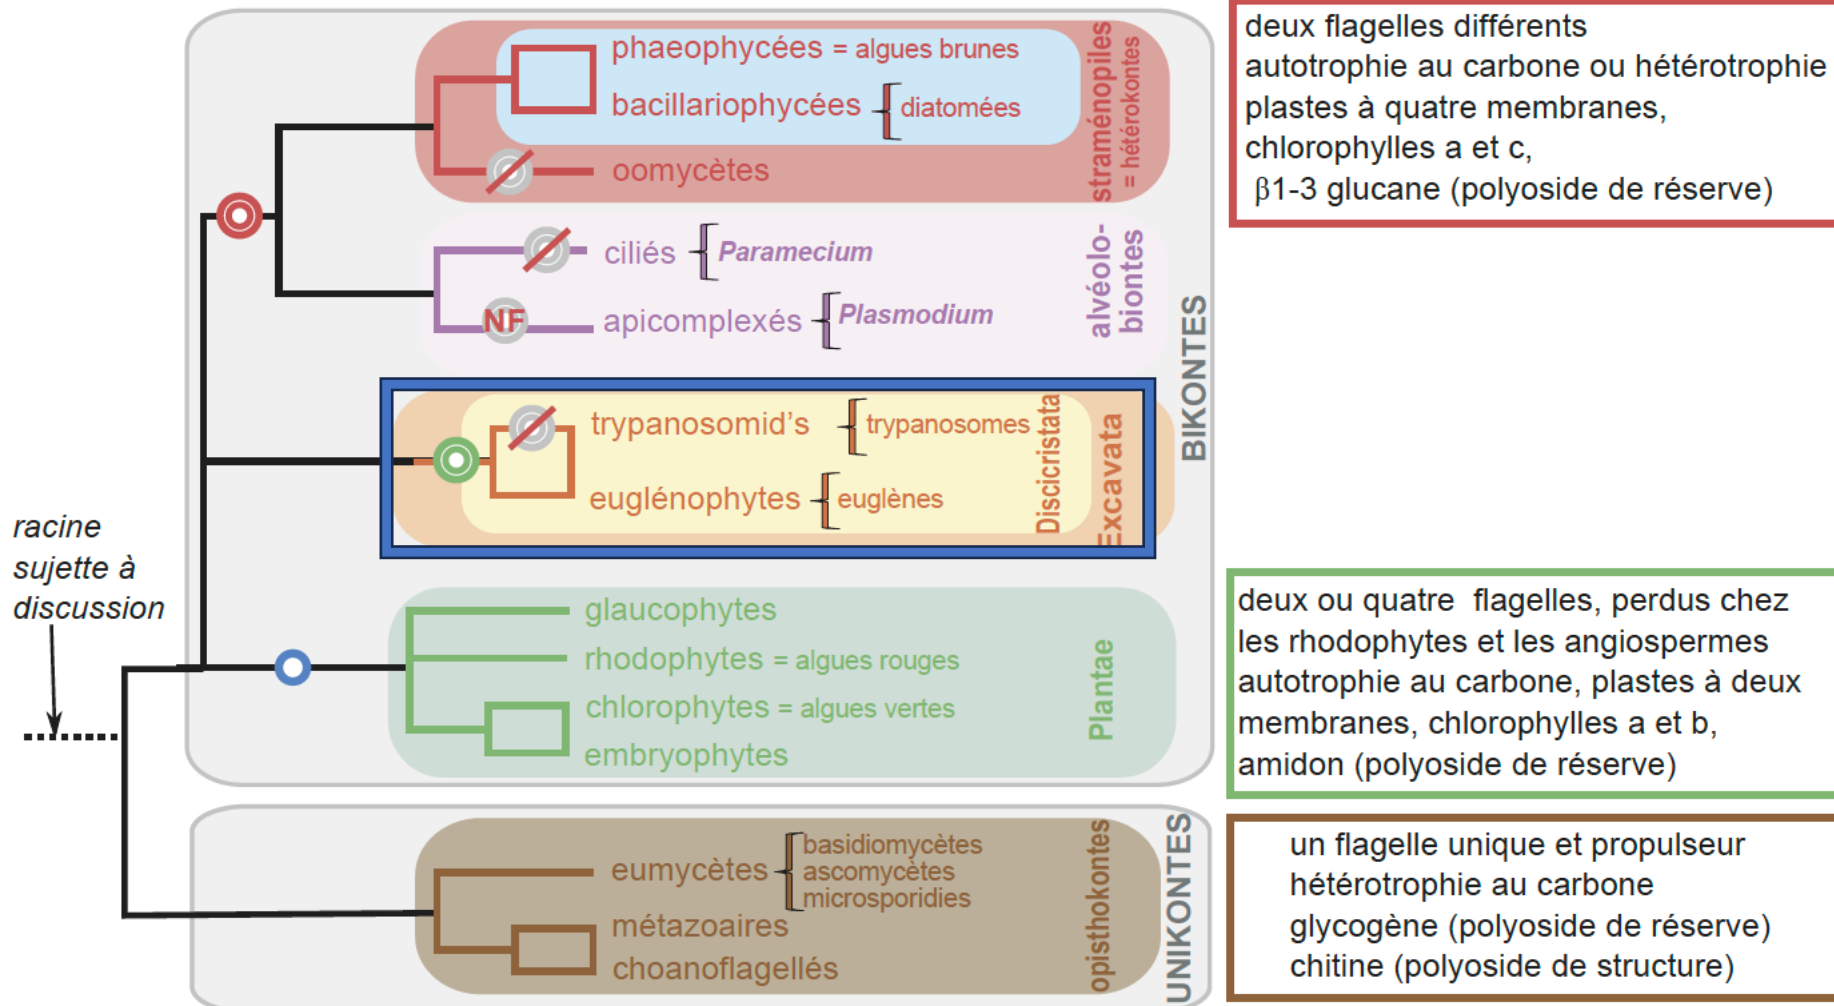 phaeophycées = algues brunes
bacillariophycées { diatomées
oomycètes
straménopiles
= hétérokontes
ciliés { Paramecium
NF
apicomplexés { Plasmodium
alvéolo-
biontes
trypanosomid's { trypanosomes
euglénophytes { euglènes
Discicristata
Excavata
BIKONTES
racine
sujette à
discussion
glaucophytes
rhodophytes = algues rouges
chlorophytes = algues vertes
embryophytes
Plantae
eumycètes
basidiomycètes
ascomycètes
microsporidies
métazoaires
choanoflagellés
opisthokontes
UNIKONTES
deux flagelles différents
autotrophie au carbone ou hétérotrophie
plastes à quatre membranes,
chlorophylles a et c,
β1-3 glucane (polyoside de réserve)
deux ou quatre flagelles, perdus chez
les rhodophytes et les angiospermes
autotrophie au carbone, plastes à deux
membranes, chlorophylles a et b,
amidon (polyoside de réserve)
un flagelle unique et propulseur
hétérotrophie au carbone
glycogène (polyoside de réserve)
chitine (polyoside de structure)